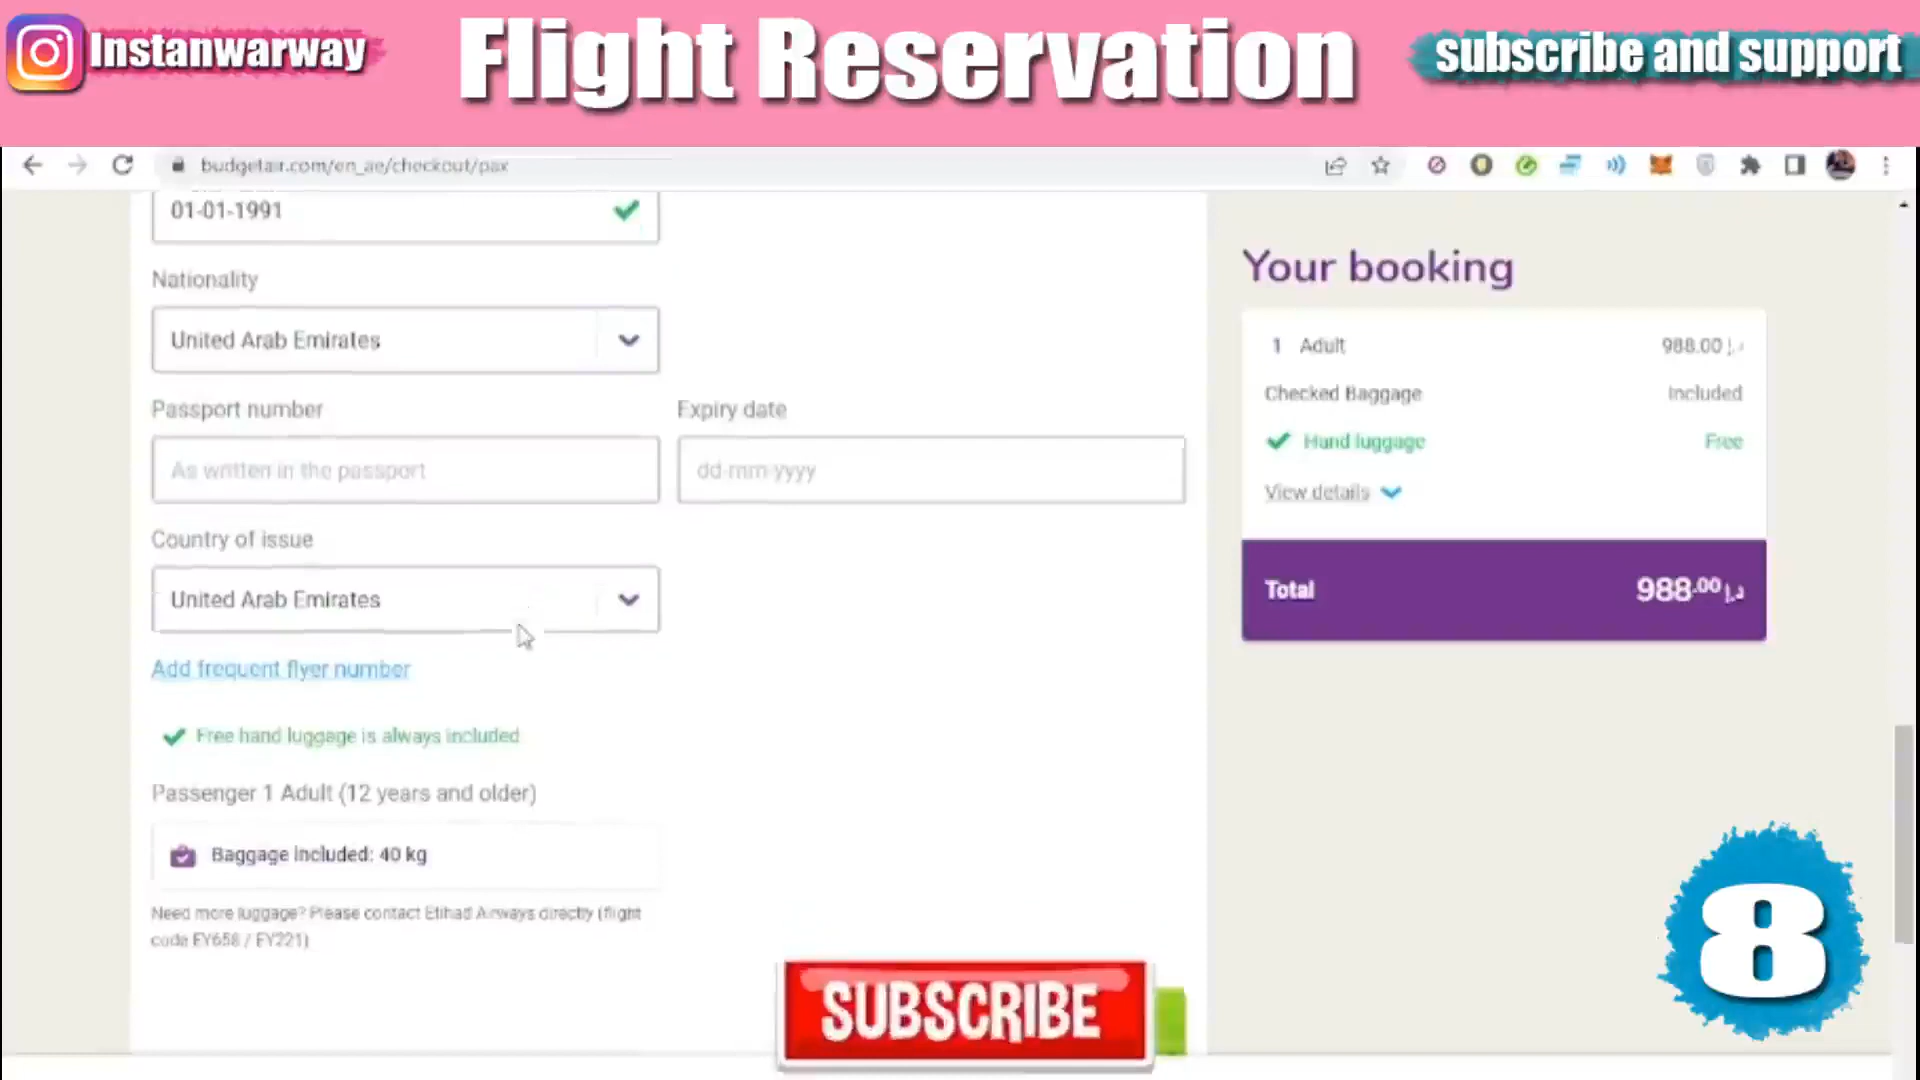 Instanwarway
Flight Reservation
subscribe and support
budgetair.com/en_ae/checkout/pax
01-01-1991
Nationality
United Arab Emirates
Passport number
Expiry date
As written in the passport
dd-mm-yyyy
Country of issue
United Arab Emirates
Add frequent flyer number
Free hand luggage is always included
Passenger 1 Adult (12 years and older)
Baggage included: 40 kg
Need more luggage? Please contact Etihad Airways directly (flight
code EY658 / EY221)
Your booking
1 Adult 988.00 د.إ
Checked Baggage Included
Hand luggage Free
View details
Total 988.00 د.إ
SUBSCRIBE
8